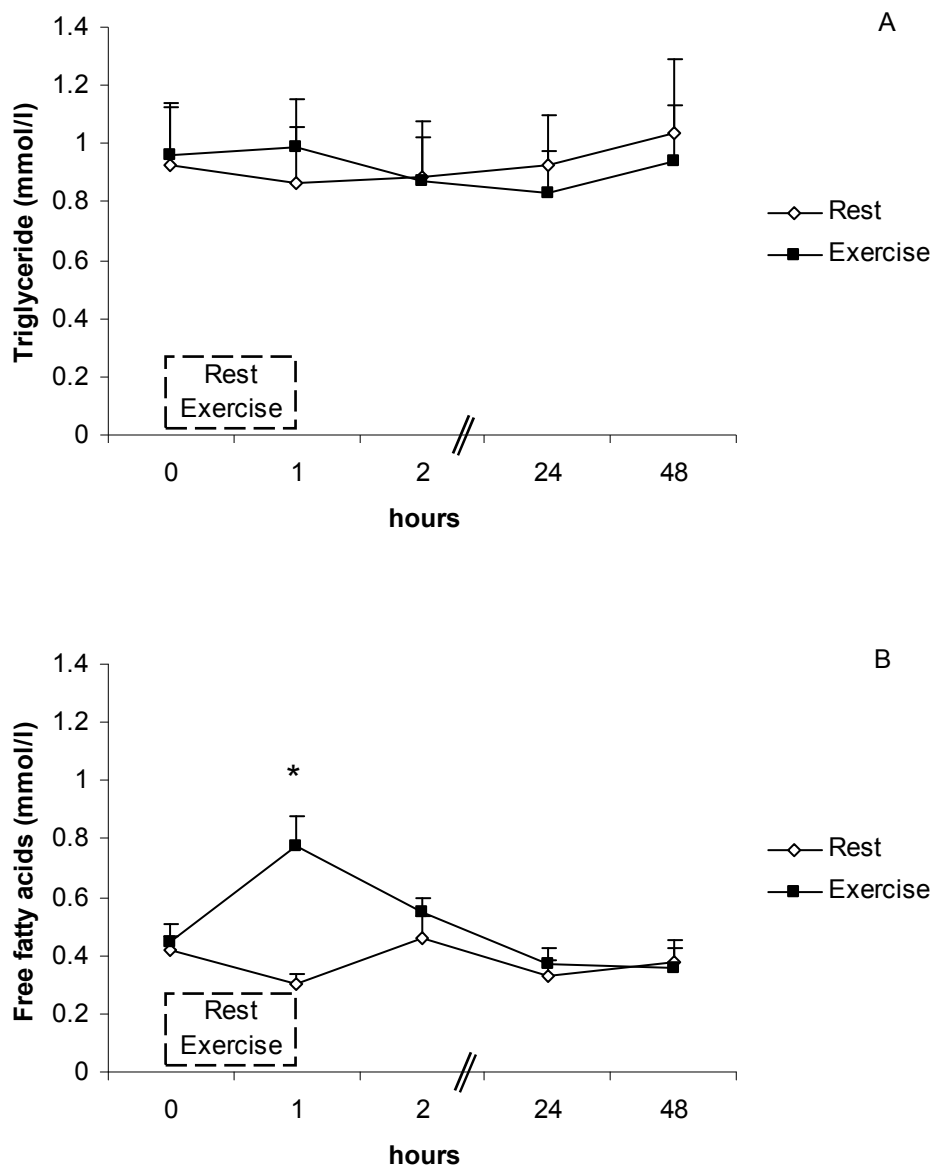 A
1.4
1.2
1
0.8
0.6
0.4
0.2
0
Triglyceride (mmol/l)
Rest
Exercise
Rest
Exercise
0 1 2 24 48
hours
B
1.4
1.2
1
0.8
0.6
0.4
0.2
0
Free fatty acids (mmol/l)
*
Rest
Exercise
Rest
Exercise
0 1 2 24 48
hours